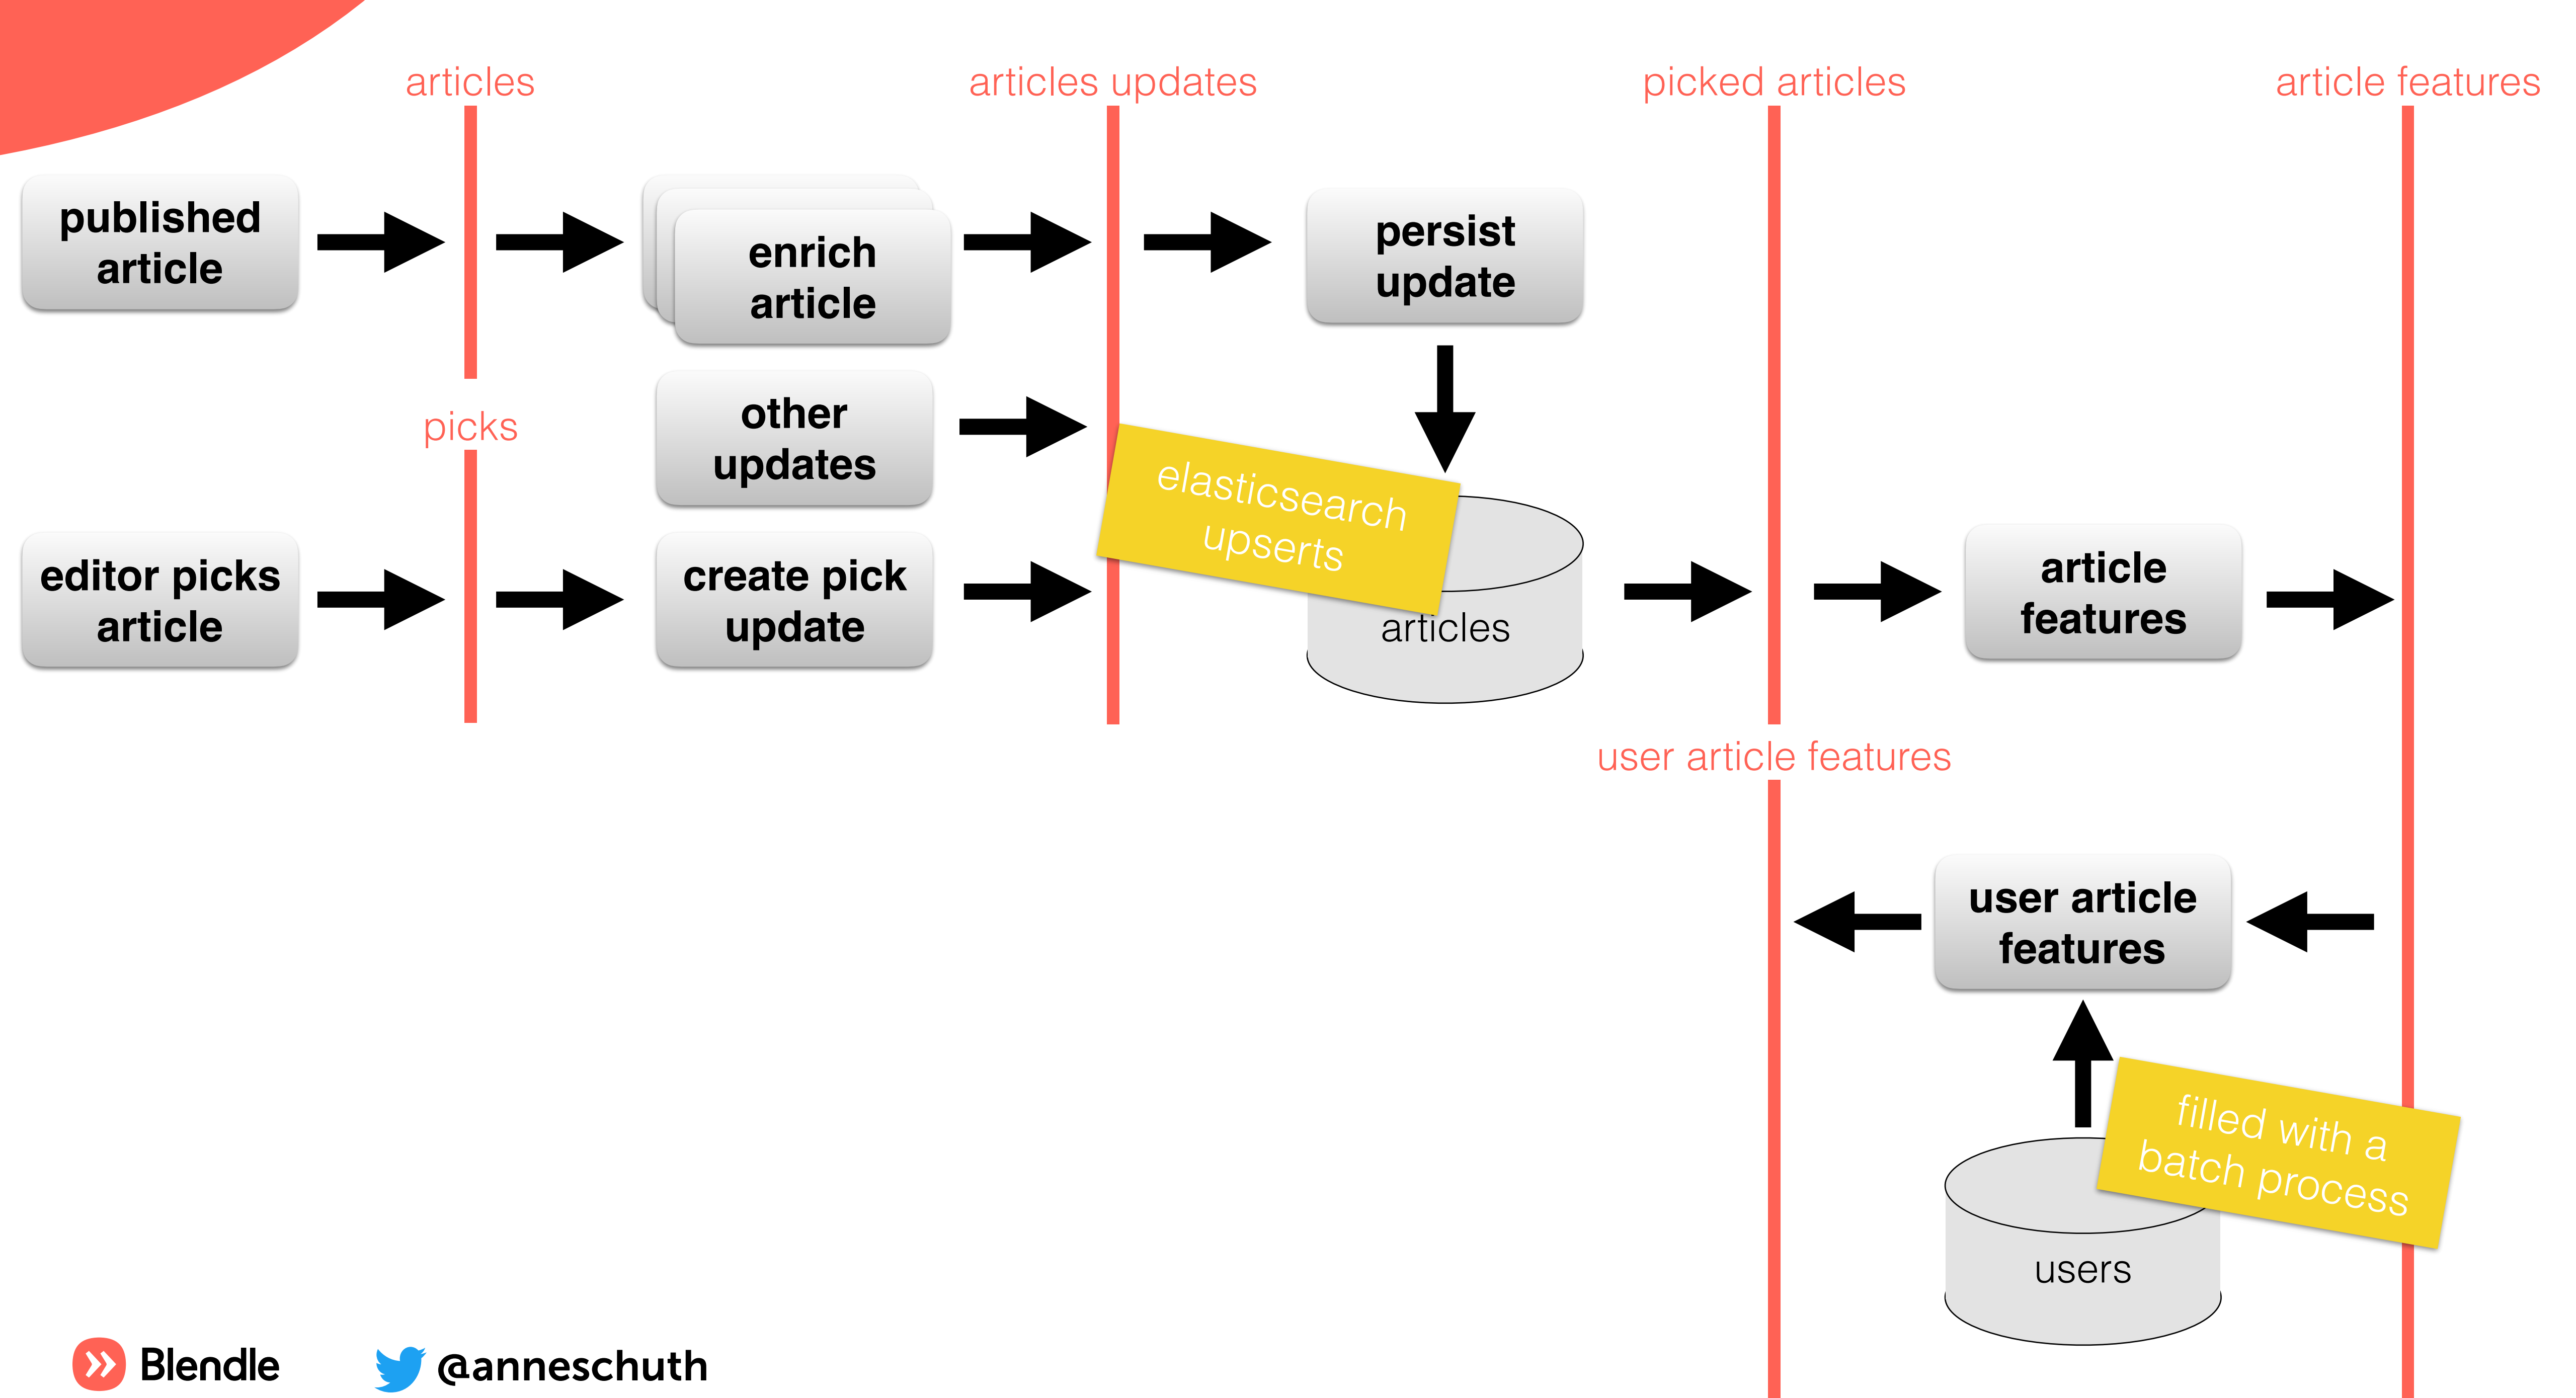 articles
articles updates
picked articles
article features
published
article
enrich
article
persist
update
other
updates
picks
elasticsearch
upserts
editor picks
article
create pick
update
articles
article
features
user article features
user article
features
filled with a
batch process
users
Blendle
@anneschuth